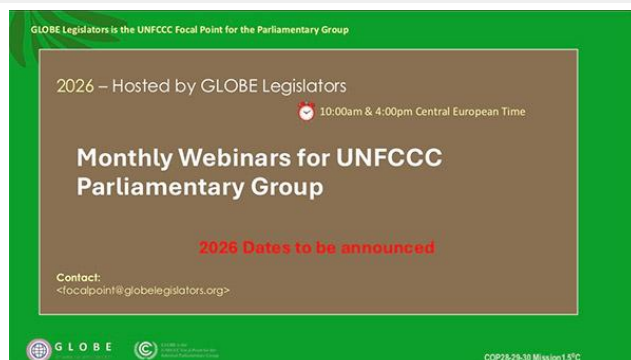 GLOBE Legislators is the UNFCCC Focal Point for the Parliamentary Group
2026 – Hosted by GLOBE Legislators
10:00am & 4:00pm Central European Time
Monthly Webinars for UNFCCC
Parliamentary Group
2026 Dates to be announced
Contact:
<focalpoint@globelegislators.org>
GLOBE
COP28-29-30 Mission1.5⁰C